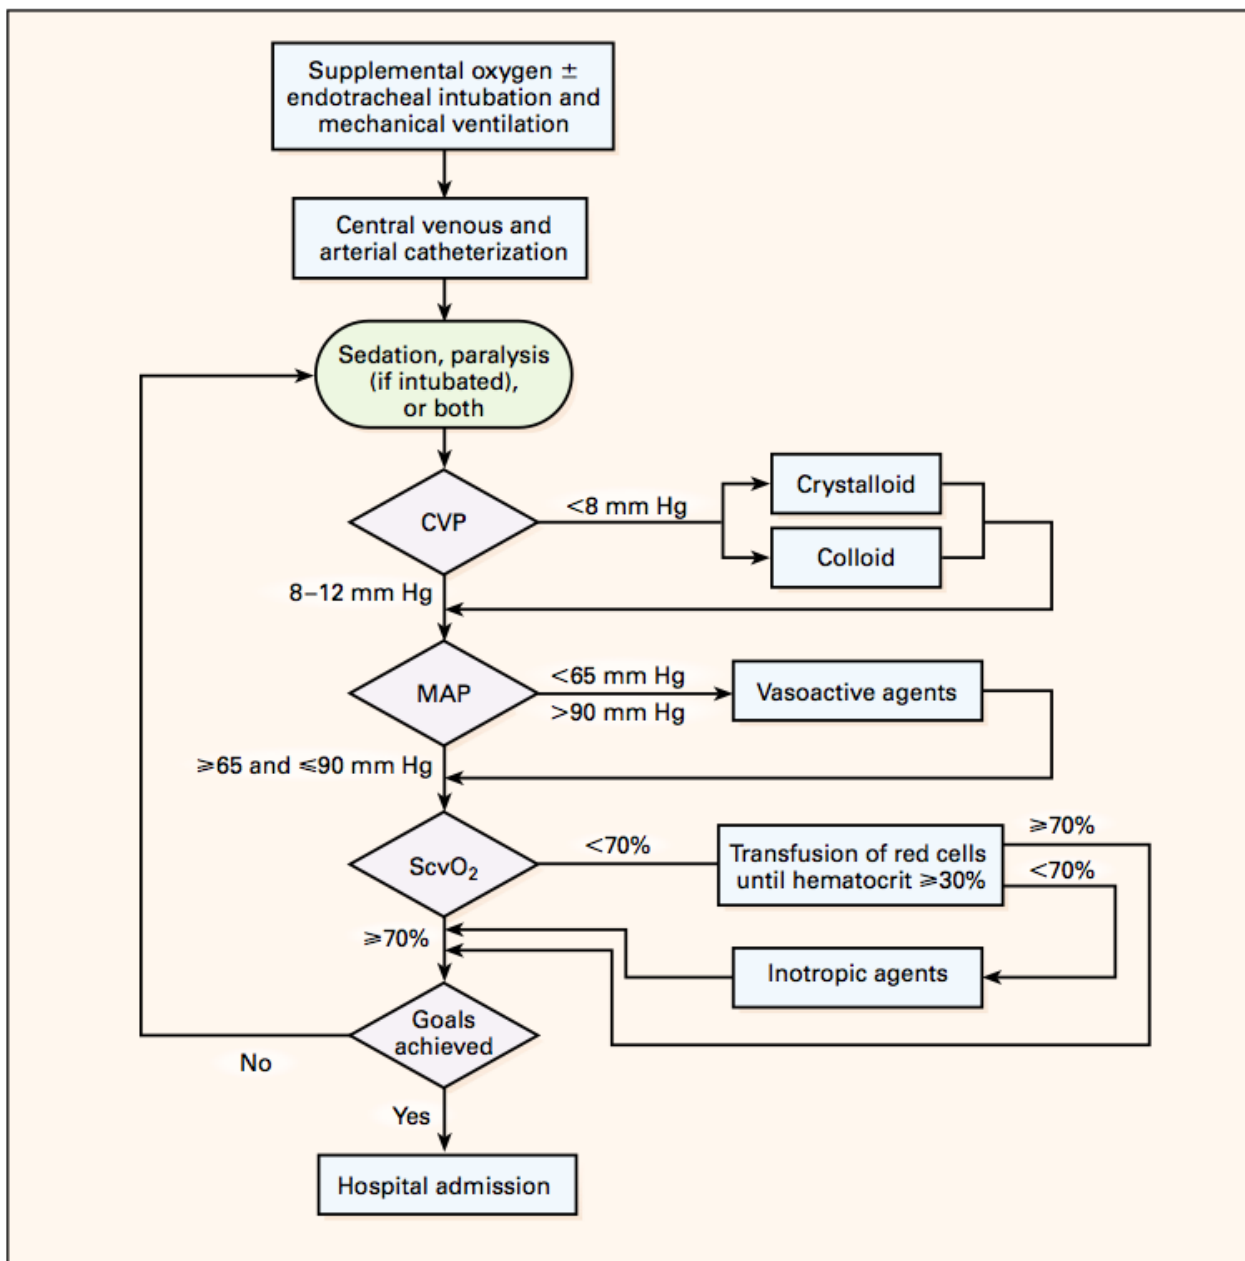 Supplemental oxygen ±
endotracheal intubation and
mechanical ventilation
Central venous and
arterial catheterization
Sedation, paralysis
(if intubated),
or both
CVP
<8 mm Hg
Crystalloid
Colloid
8–12 mm Hg
MAP
<65 mm Hg
>90 mm Hg
Vasoactive agents
⩾65 and ⩽90 mm Hg
ScvO₂
<70%
Transfusion of red cells
until hematocrit ⩾30%
⩾70%
<70%
⩾70%
Inotropic agents
Goals
achieved
No
Yes
Hospital admission